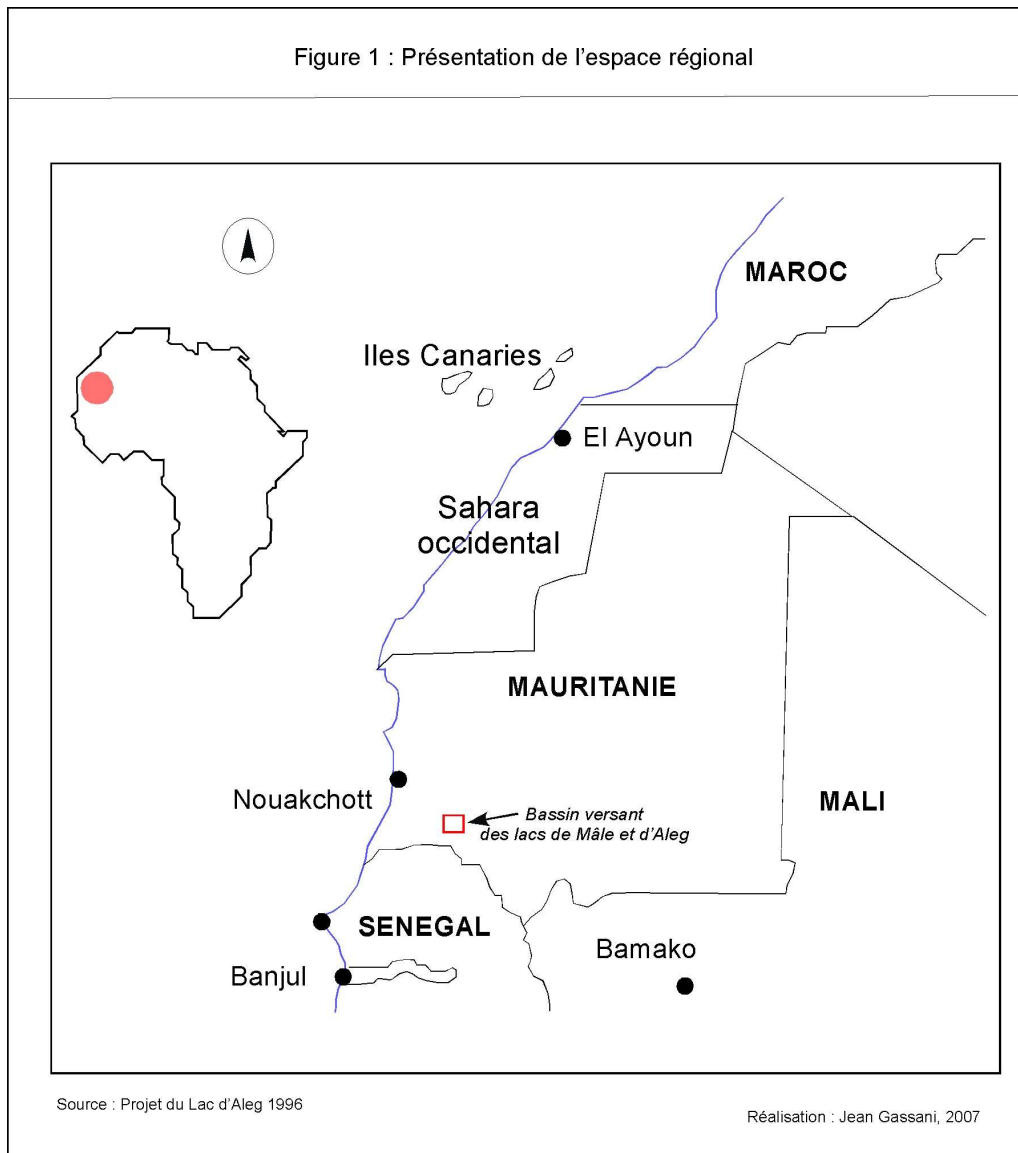 Figure 1 : Présentation de l'espace régional
MAROC
Iles Canaries
El Ayoun
Sahara
occidental
MAURITANIE
Nouakchott
Bassin versant
des lacs de Mâle et d'Aleg
MALI
SENEGAL
Bamako
Banjul
Source : Projet du Lac d'Aleg 1996
Réalisation : Jean Gassani, 2007